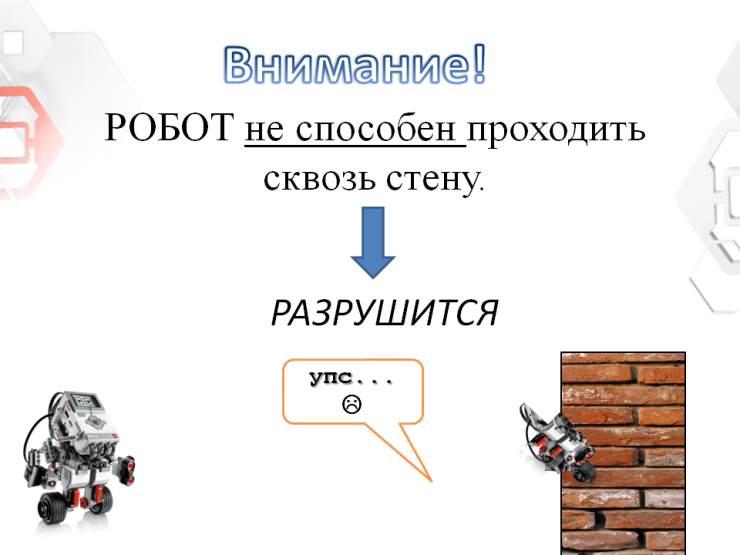 Внимание!
РОБОТ не способен проходить
сквозь стену.
РАЗРУШИТСЯ
упс...
☹